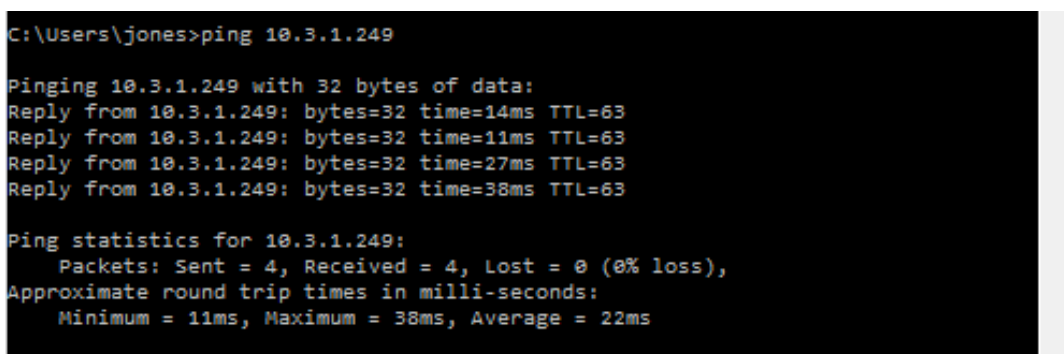 C:\Users\jones>ping 10.3.1.249
Pinging 10.3.1.249 with 32 bytes of data:
Reply from 10.3.1.249: bytes=32 time=14ms TTL=63
Reply from 10.3.1.249: bytes=32 time=11ms TTL=63
Reply from 10.3.1.249: bytes=32 time=27ms TTL=63
Reply from 10.3.1.249: bytes=32 time=38ms TTL=63
Ping statistics for 10.3.1.249:
    Packets: Sent = 4, Received = 4, Lost = 0 (0% loss),
Approximate round trip times in milli-seconds:
    Minimum = 11ms, Maximum = 38ms, Average = 22ms